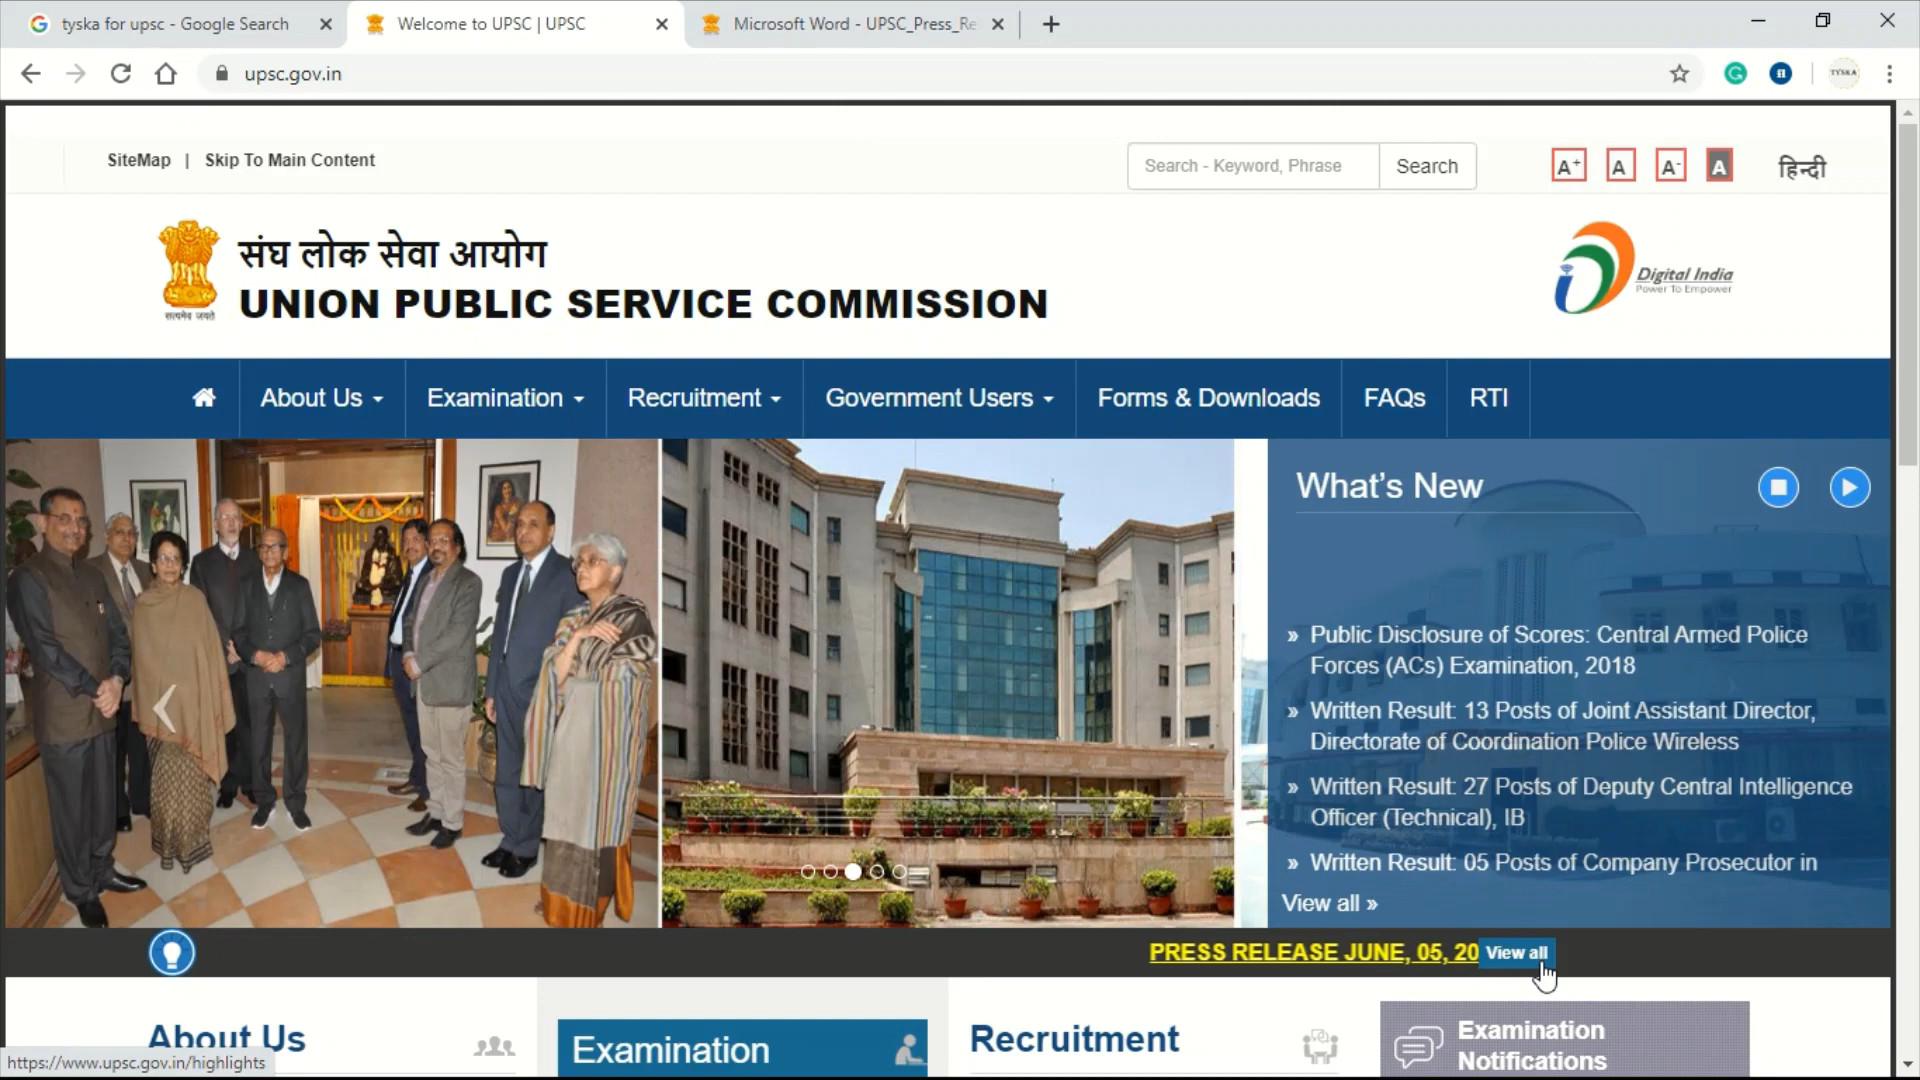 tyska for upsc - Google Search
Welcome to UPSC | UPSC
Microsoft Word - UPSC_Press_Re
upsc.gov.in
TYSKA
SiteMap | Skip To Main Content
Search - Keyword, Phrase
Search
A+
A
A-
A
हिन्दी
संघ लोक सेवा आयोग
UNION PUBLIC SERVICE COMMISSION
सत्यमेव जयते
Digital India
Power To Empower
About Us
Examination
Recruitment
Government Users
Forms & Downloads
FAQs
RTI
What's New
» Public Disclosure of Scores: Central Armed Police
Forces (ACs) Examination, 2018
» Written Result: 13 Posts of Joint Assistant Director,
Directorate of Coordination Police Wireless
» Written Result: 27 Posts of Deputy Central Intelligence
Officer (Technical), IB
» Written Result: 05 Posts of Company Prosecutor in
View all »
PRESS RELEASE JUNE, 05, 20
View all
About Us
Examination
Recruitment
Examination
Notifications
https://www.upsc.gov.in/highlights